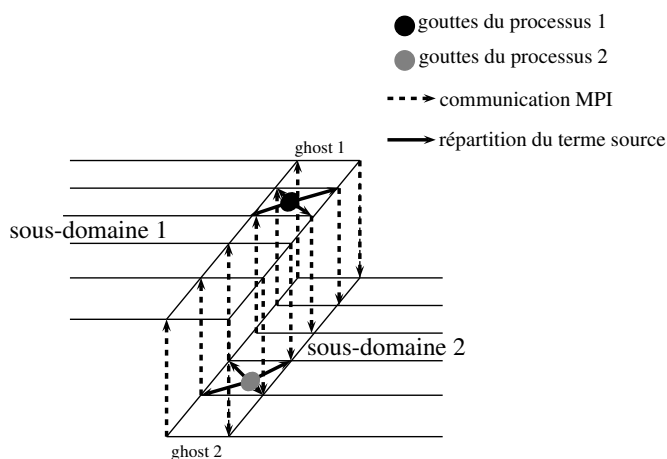 gouttes du processus 1
gouttes du processus 2
communication MPI
répartition du terme source
ghost 1
sous-domaine 1
sous-domaine 2
ghost 2